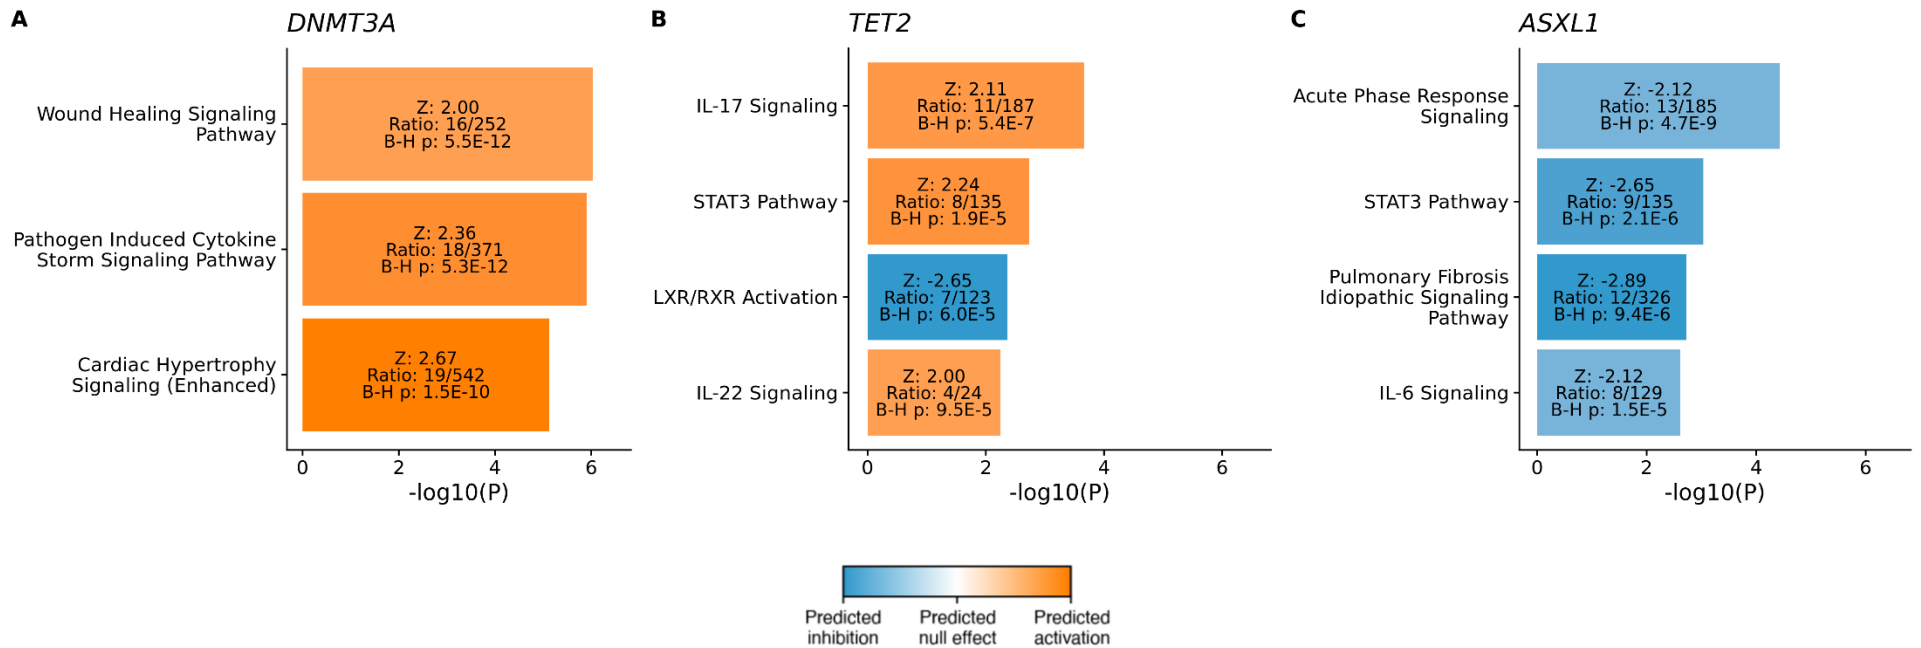 A
DNMT3A
Wound Healing Signaling
Pathway
Z: 2.00
Ratio: 16/252
B-H p: 5.5E-12
Pathogen Induced Cytokine
Storm Signaling Pathway
Z: 2.36
Ratio: 18/371
B-H p: 5.3E-12
Cardiac Hypertrophy
Signaling (Enhanced)
Z: 2.67
Ratio: 19/542
B-H p: 1.5E-10
0 2 4 6
-log10(P)
B
TET2
IL-17 Signaling
Z: 2.11
Ratio: 11/187
B-H p: 5.4E-7
STAT3 Pathway
Z: 2.24
Ratio: 8/135
B-H p: 1.9E-5
LXR/RXR Activation
Z: -2.65
Ratio: 7/123
B-H p: 6.0E-5
IL-22 Signaling
Z: 2.00
Ratio: 4/24
B-H p: 9.5E-5
0 2 4 6
-log10(P)
C
ASXL1
Acute Phase Response
Signaling
Z: -2.12
Ratio: 13/185
B-H p: 4.7E-9
STAT3 Pathway
Z: -2.65
Ratio: 9/135
B-H p: 2.1E-6
Pulmonary Fibrosis
Idiopathic Signaling
Pathway
Z: -2.89
Ratio: 12/326
B-H p: 9.4E-6
IL-6 Signaling
Z: -2.12
Ratio: 8/129
B-H p: 1.5E-5
0 2 4 6
-log10(P)
Predicted
inhibition
Predicted
null effect
Predicted
activation